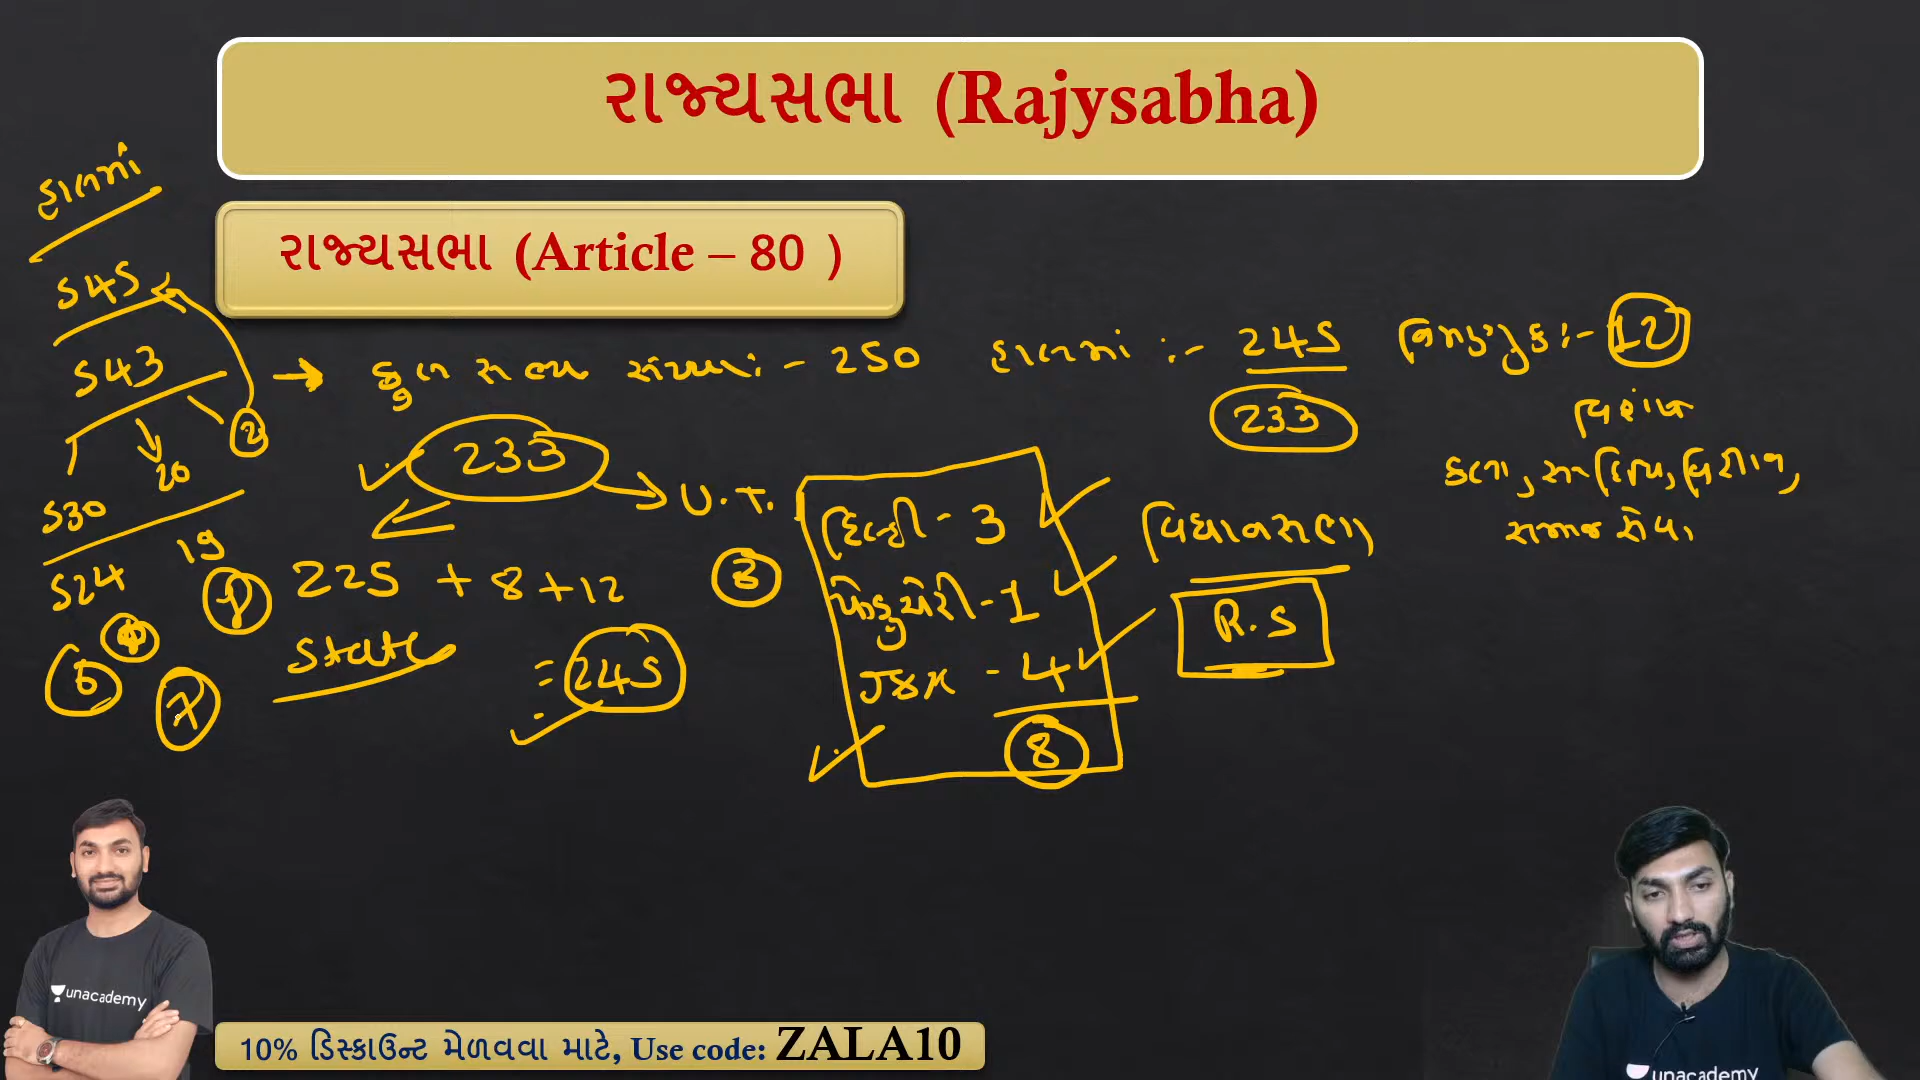 રાજ્યસભા (Rajysabha)
હાલમાં
રાજ્યસભા (Article – 80 )
545
543
2
530
20
524
19
1
6
7
→ કુલ સભ્ય સંખ્યા :- 250
હાલમાં :- 245
233
નિમણુક :- 12
કલા, સાહિત્ય, વિજ્ઞાન,
સમાજ સેવા
233 → U.T.
225 + 8 + 12
State
= 245
3
દિલ્હી - 3
પોંડુચેરી - 1
J&K - 4
8
વિધાનસભા
R.S
unacademy
10% ડિસ્કાઉન્ટ મેળવવા માટે, Use code: ZALA10
unacademy